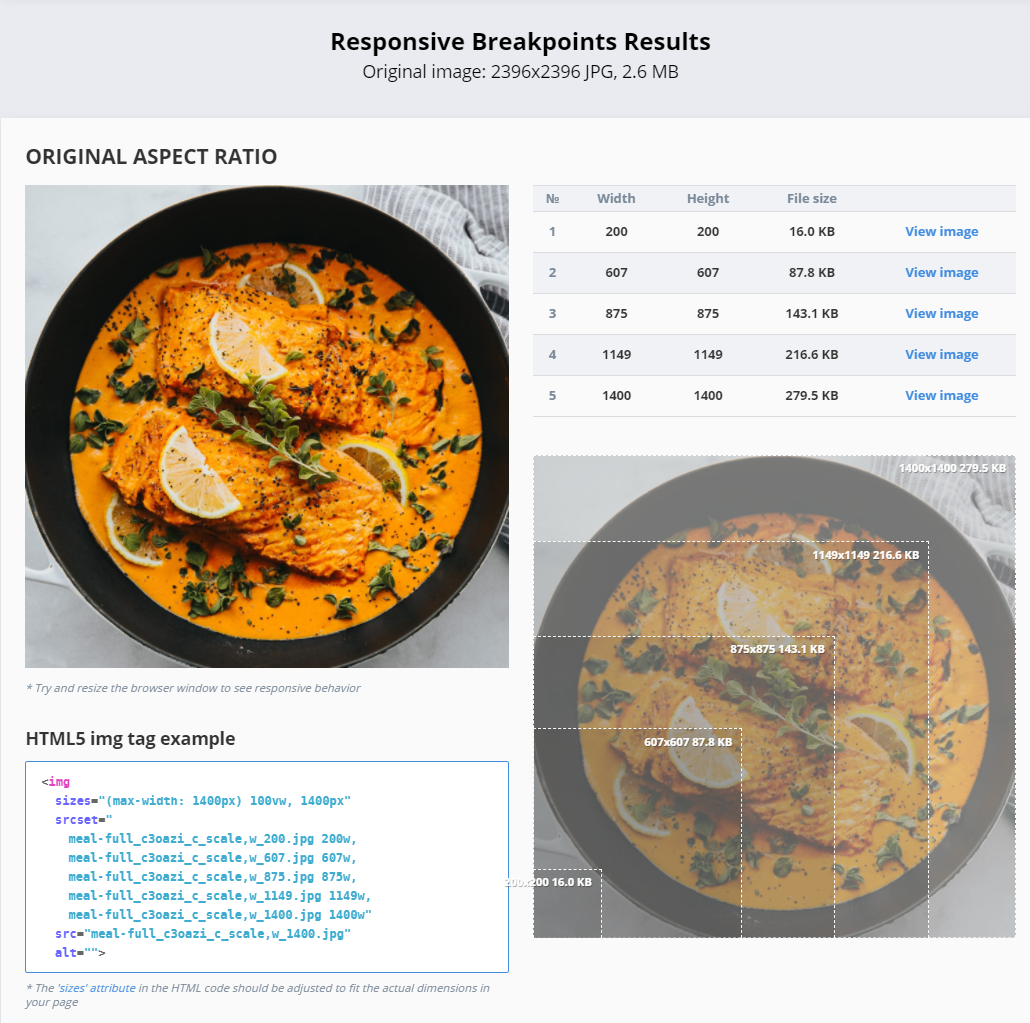 Responsive Breakpoints Results
Original image: 2396x2396 JPG, 2.6 MB
ORIGINAL ASPECT RATIO
№ Width Height File size
1 200 200 16.0 KB View image
2 607 607 87.8 KB View image
3 875 875 143.1 KB View image
4 1149 1149 216.6 KB View image
5 1400 1400 279.5 KB View image
1400x1400 279.5 KB
1149x1149 216.6 KB
875x875 143.1 KB
607x607 87.8 KB
200x200 16.0 KB
* Try and resize the browser window to see responsive behavior
HTML5 img tag example
<img
sizes="(max-width: 1400px) 100vw, 1400px"
srcset="
meal-full_c3oazi_c_scale,w_200.jpg 200w,
meal-full_c3oazi_c_scale,w_607.jpg 607w,
meal-full_c3oazi_c_scale,w_875.jpg 875w,
meal-full_c3oazi_c_scale,w_1149.jpg 1149w,
meal-full_c3oazi_c_scale,w_1400.jpg 1400w"
src="meal-full_c3oazi_c_scale,w_1400.jpg"
alt="">
* The 'sizes' attribute in the HTML code should be adjusted to fit the actual dimensions in
your page